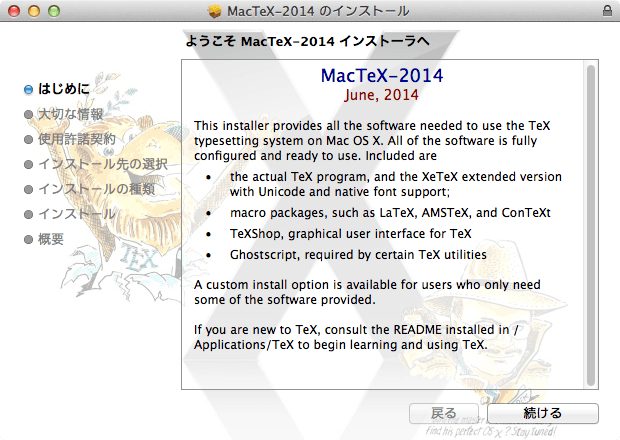 MacTeX-2014 のインストール
ようこそ MacTeX-2014 インストーラへ
はじめに
大切な情報
使用許諾契約
インストール先の選択
インストールの種類
インストール
概要
MacTeX-2014
June, 2014
This installer provides all the software needed to use the TeX
typesetting system on Mac OS X. All of the software is fully
configured and ready to use. Included are
• the actual TeX program, and the XeTeX extended version
with Unicode and native font support;
• macro packages, such as LaTeX, AMSTeX, and ConTeXt
• TeXShop, graphical user interface for TeX
• Ghostscript, required by certain TeX utilities
A custom install option is available for users who only need
some of the software provided.
If you are new to TeX, consult the README installed in /
Applications/TeX to begin learning and using TeX.
TEX
戻る
続ける
find his perfect OS X? Stay tuned!